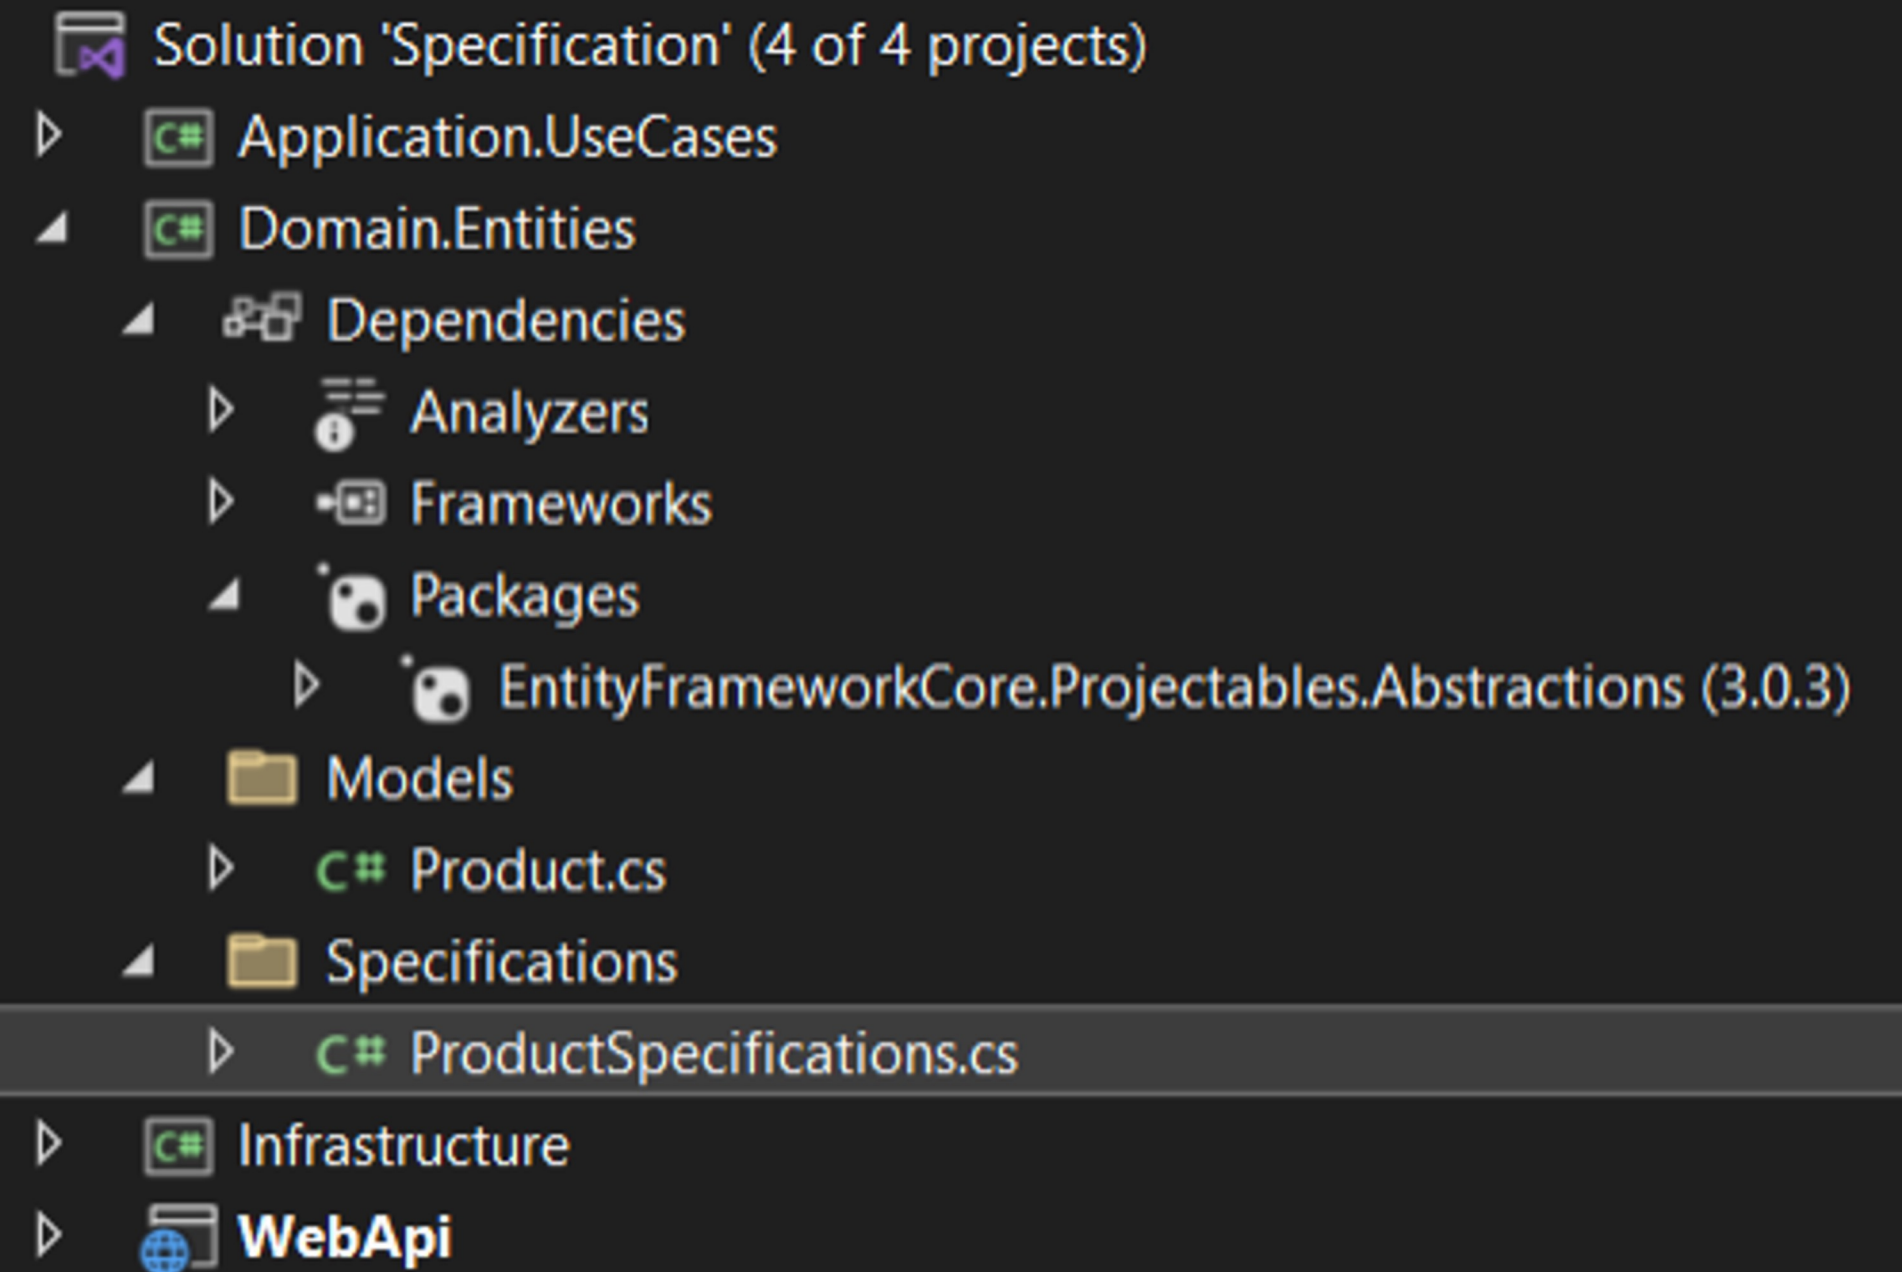 Solution 'Specification' (4 of 4 projects)
C# Application.UseCases
C# Domain.Entities
Dependencies
Analyzers
Frameworks
Packages
EntityFrameworkCore.Projectables.Abstractions (3.0.3)
Models
C# Product.cs
Specifications
C# ProductSpecifications.cs
C# Infrastructure
WebApi